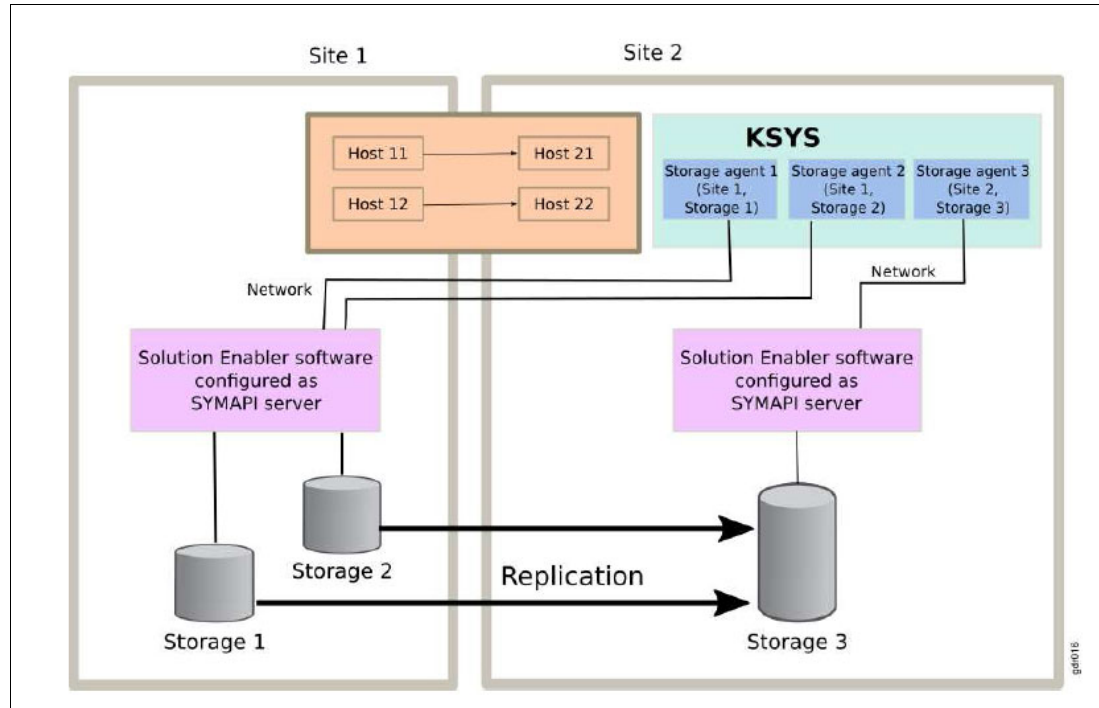 Site 1
Site 2
KSYS
Host 11
Host 21
Host 12
Host 22
Storage agent 1
(Site 1,
Storage 1)
Storage agent 2
(Site 1,
Storage 2)
Storage agent 3
(Site 2,
Storage 3)
Network
Network
Solution Enabler software
configured as
SYMAPI server
Solution Enabler software
configured as
SYMAPI server
Storage 2
Replication
Storage 1
Storage 3
gdr016